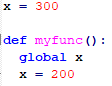 x = 300
def myfunc():
  global x
  x = 200